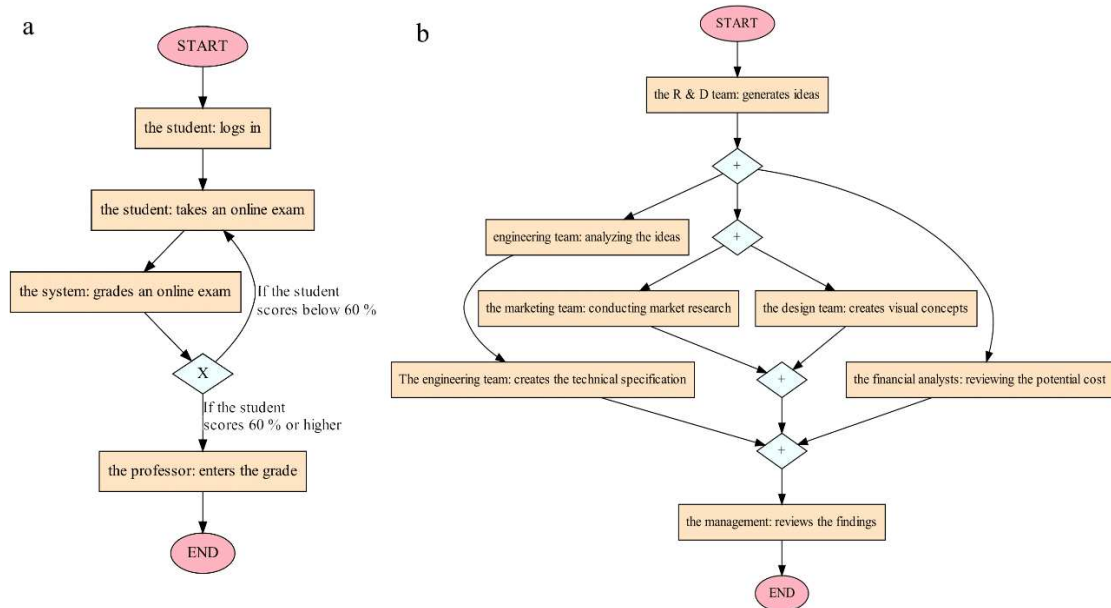 a
START
the student: logs in
the student: takes an online exam
the system: grades an online exam
If the student
scores below 60 %
X
If the student
scores 60 % or higher
the professor: enters the grade
END
b
START
the R & D team: generates ideas
+
engineering team: analyzing the ideas
+
the marketing team: conducting market research
the design team: creates visual concepts
The engineering team: creates the technical specification
+
the financial analysts: reviewing the potential cost
+
the management: reviews the findings
END